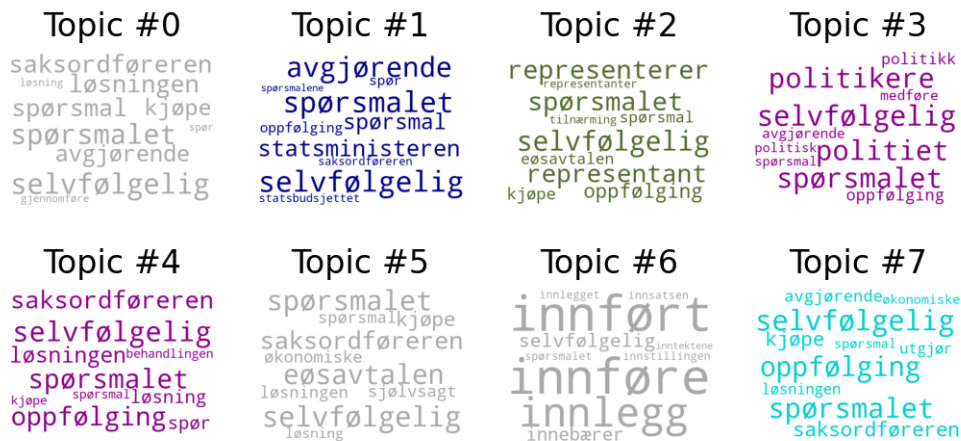 Topic #0
saksordføreren
løsning løsningen
spørsmal kjøpe
spørsmalet spør
avgjørende
selvfølgelig
gjennomføre
Topic #1
avgjørende
spør
spørsmalene
spørsmalet
oppfølging spørsmal
statsministeren
saksordføreren
selvfølgelig
statsbudsjettet
Topic #2
representerer
representanter
spørsmalet
tilnærming spørsmal
selvfølgelig
eøsavtalen
representant
kjøpe oppfølging
Topic #3
politikk
politikere
medføre
selvfølgelig
avgjørende
politisk politiet
spørsmal
spørsmalet
oppfølging
Topic #4
saksordføreren
selvfølgelig
løsningen behandlingen
spørsmalet
kjøpe spørsmal løsning
oppfølging spør
Topic #5
spørsmalet
spørsmal kjøpe
saksordføreren
økonomiske
eøsavtalen
løsningen sjølvsagt
selvfølgelig
løsning
Topic #6
innlegget innsatsen
innført
selvfølgelig inntektene
spørsmalet innstillingen
innføre
innlegg
innebærer
Topic #7
avgjørende økonomiske
selvfølgelig
kjøpe spørsmal utgjør
oppfølging
løsningen
spørsmalet
saksordføreren